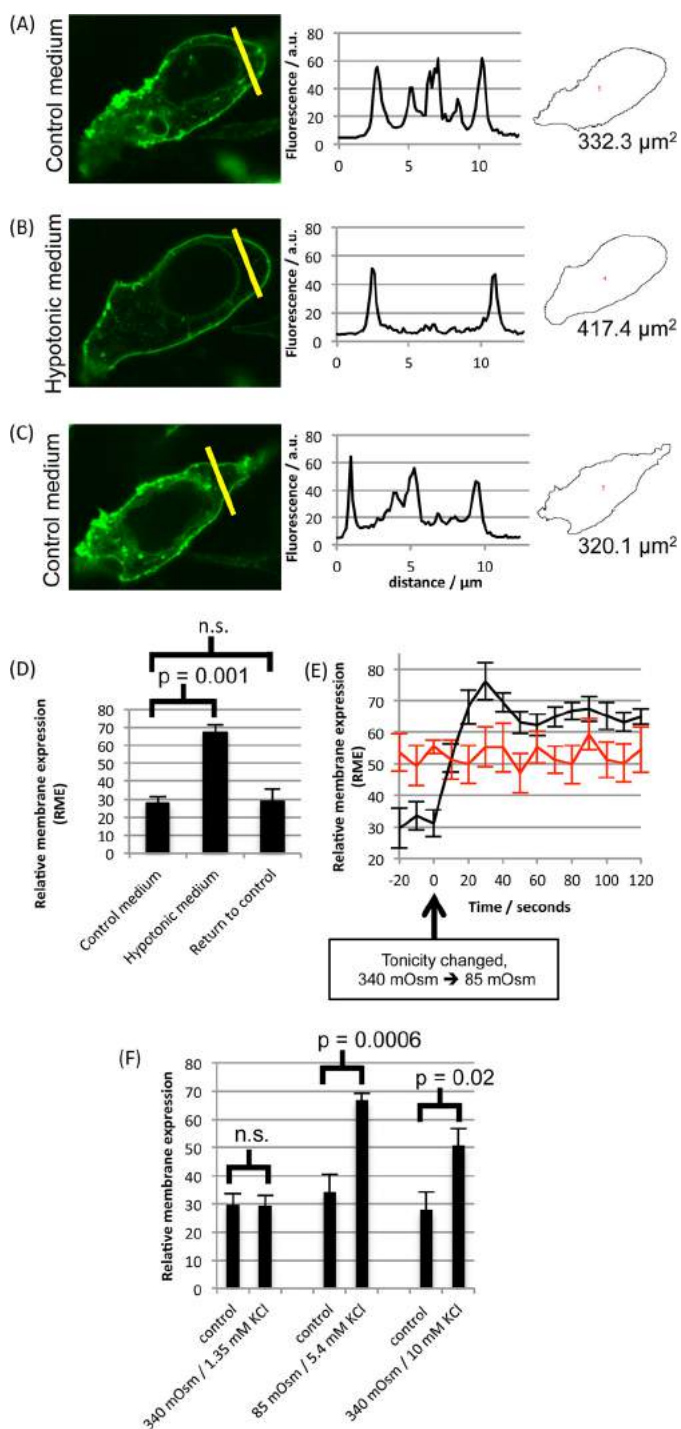 (A)
Control medium
Fluorescence / a.u.
80
60
40
20
0
0 5 10
332.3 µm²
(B)
Hypotonic medium
Fluorescence / a.u.
80
60
40
20
0
0 5 10
417.4 µm²
(C)
Control medium
Fluorescence / a.u.
80
60
40
20
0
0 5 10
distance / µm
320.1 µm²
(D)
n.s.
p = 0.001
Relative membrane expression
(RME)
80
70
60
50
40
30
20
10
0
Control medium
Hypotonic medium
Return to control
(E)
Relative membrane expression
(RME)
80
70
60
50
40
30
20
-20 0 20 40 60 80 100 120
Time / seconds
Tonicity changed,
340 mOsm ➔ 85 mOsm
(F)
Relative membrane expression
80
70
60
50
40
30
20
10
0
n.s.
p = 0.0006
p = 0.02
control
340 mOsm / 1.35 mM KCl
control
85 mOsm / 5.4 mM KCl
control
340 mOsm / 10 mM KCl